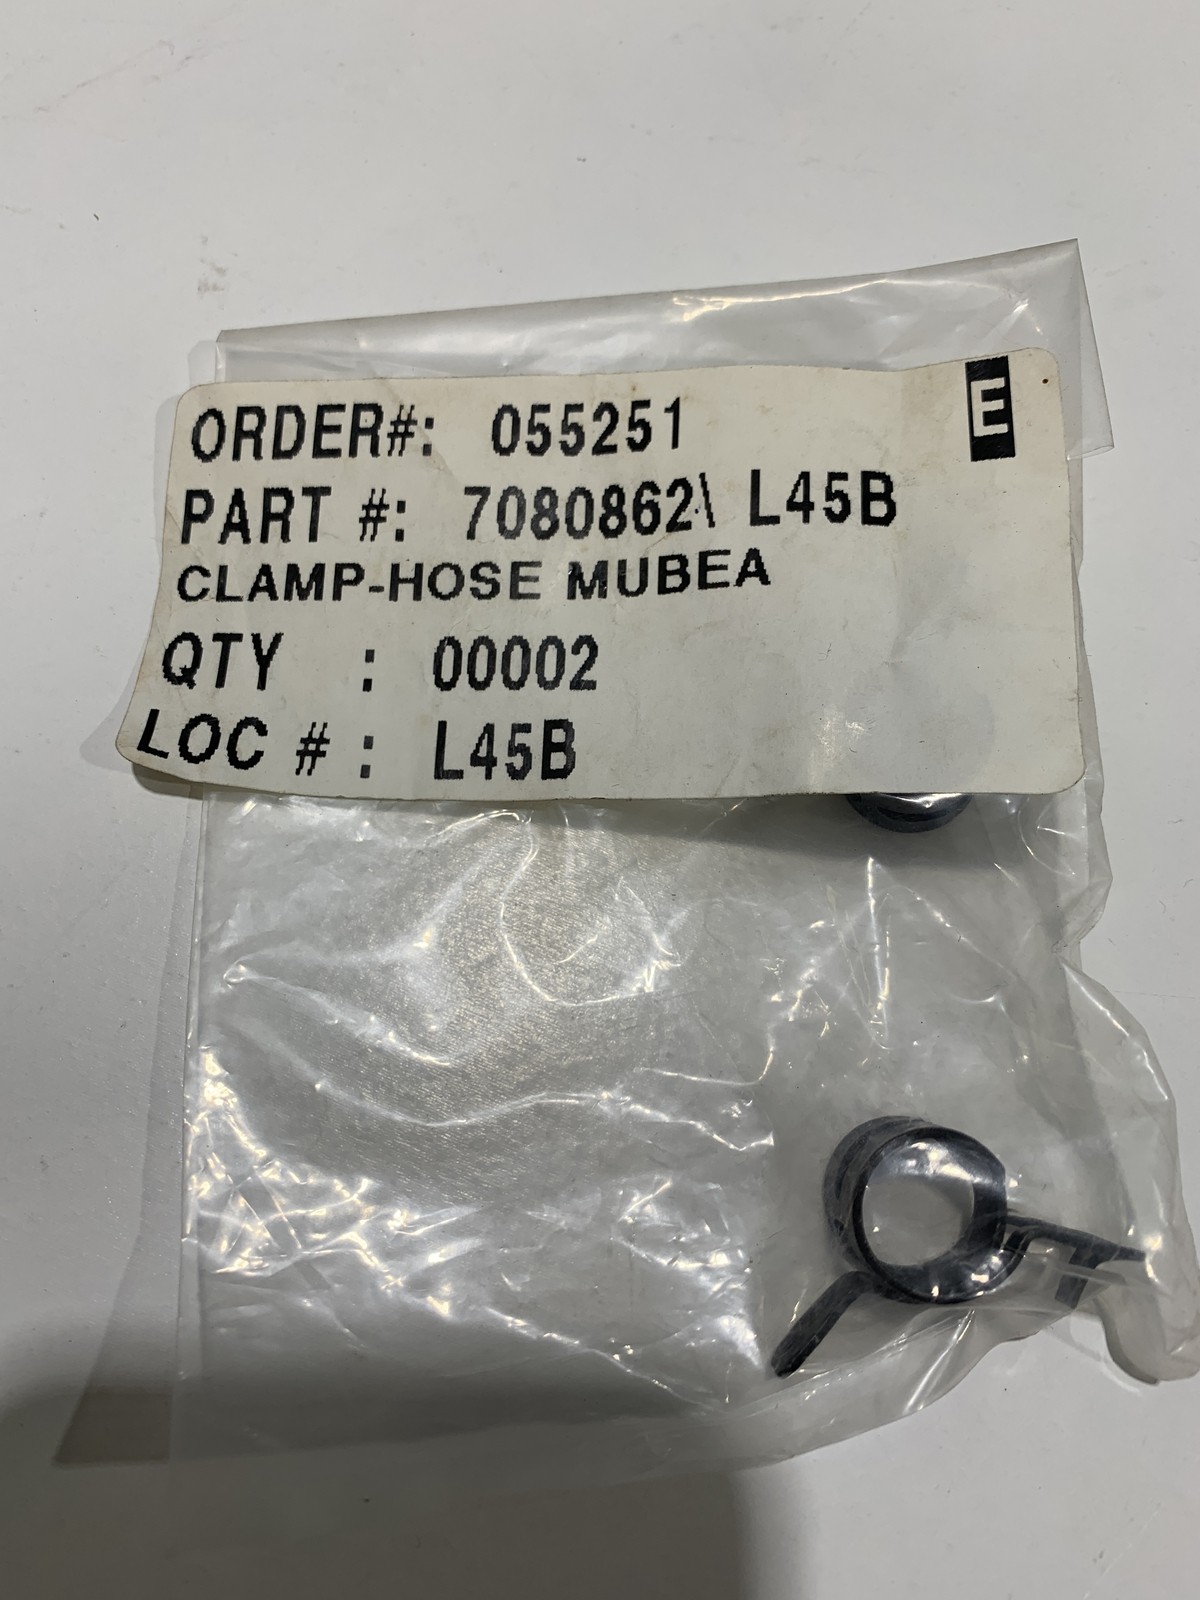 ORDER#: 055251 E
PART #: 7080862\ L45B
CLAMP-HOSE MUBEA
QTY : 00002
LOC # : L45B